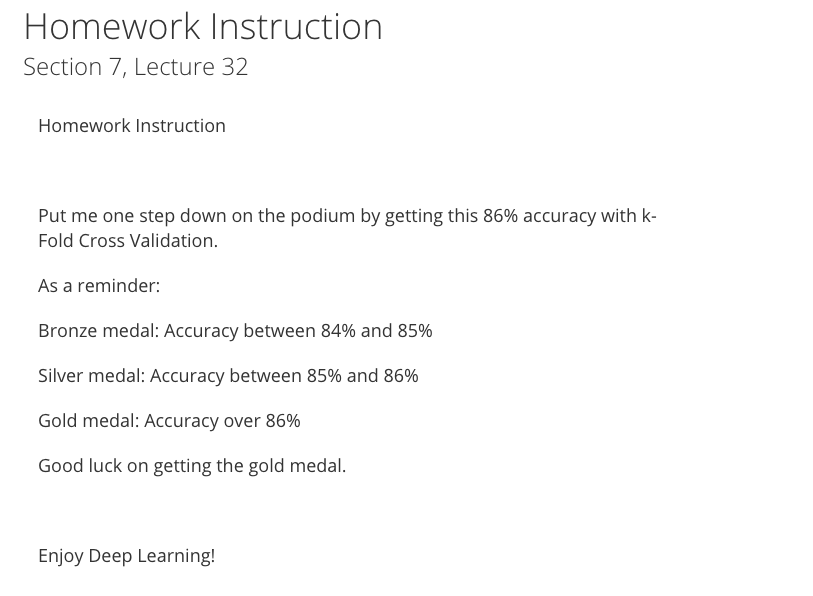 Homework Instruction
Section 7, Lecture 32
Homework Instruction
Put me one step down on the podium by getting this 86% accuracy with k-
Fold Cross Validation.
As a reminder:
Bronze medal: Accuracy between 84% and 85%
Silver medal: Accuracy between 85% and 86%
Gold medal: Accuracy over 86%
Good luck on getting the gold medal.
Enjoy Deep Learning!